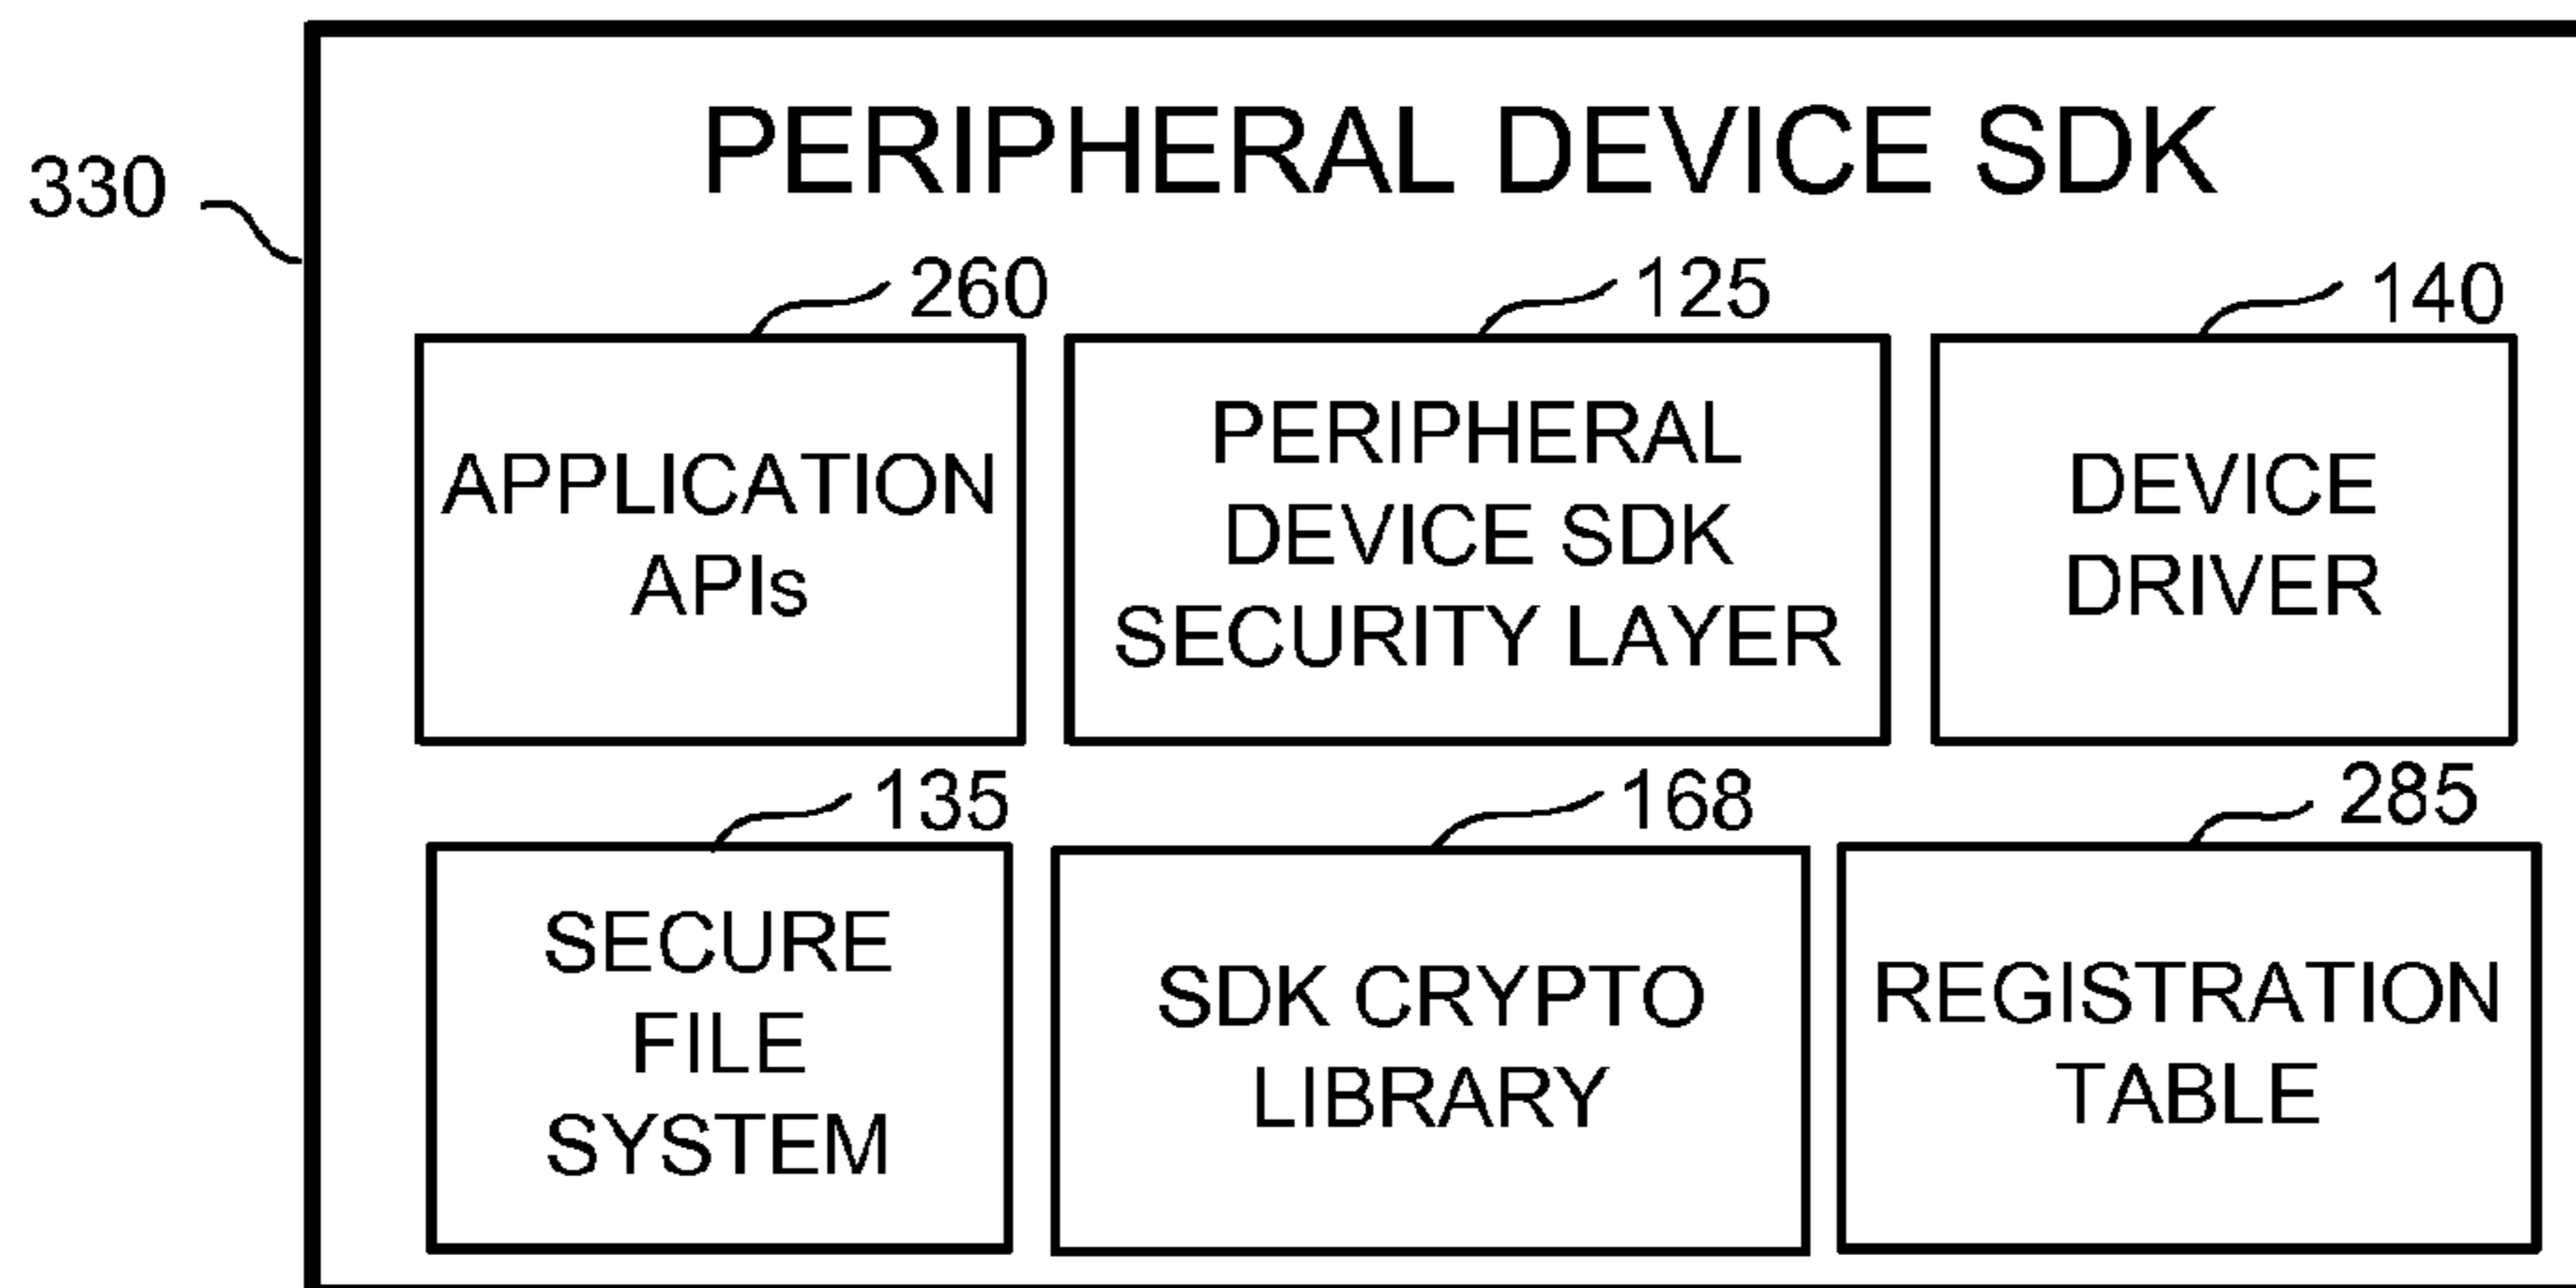 PERIPHERAL DEVICE SDK
330
260
125
140
APPLICATION
APIs
PERIPHERAL
DEVICE SDK
SECURITY LAYER
DEVICE
DRIVER
135
168
285
SECURE
FILE
SYSTEM
SDK CRYPTO
LIBRARY
REGISTRATION
TABLE